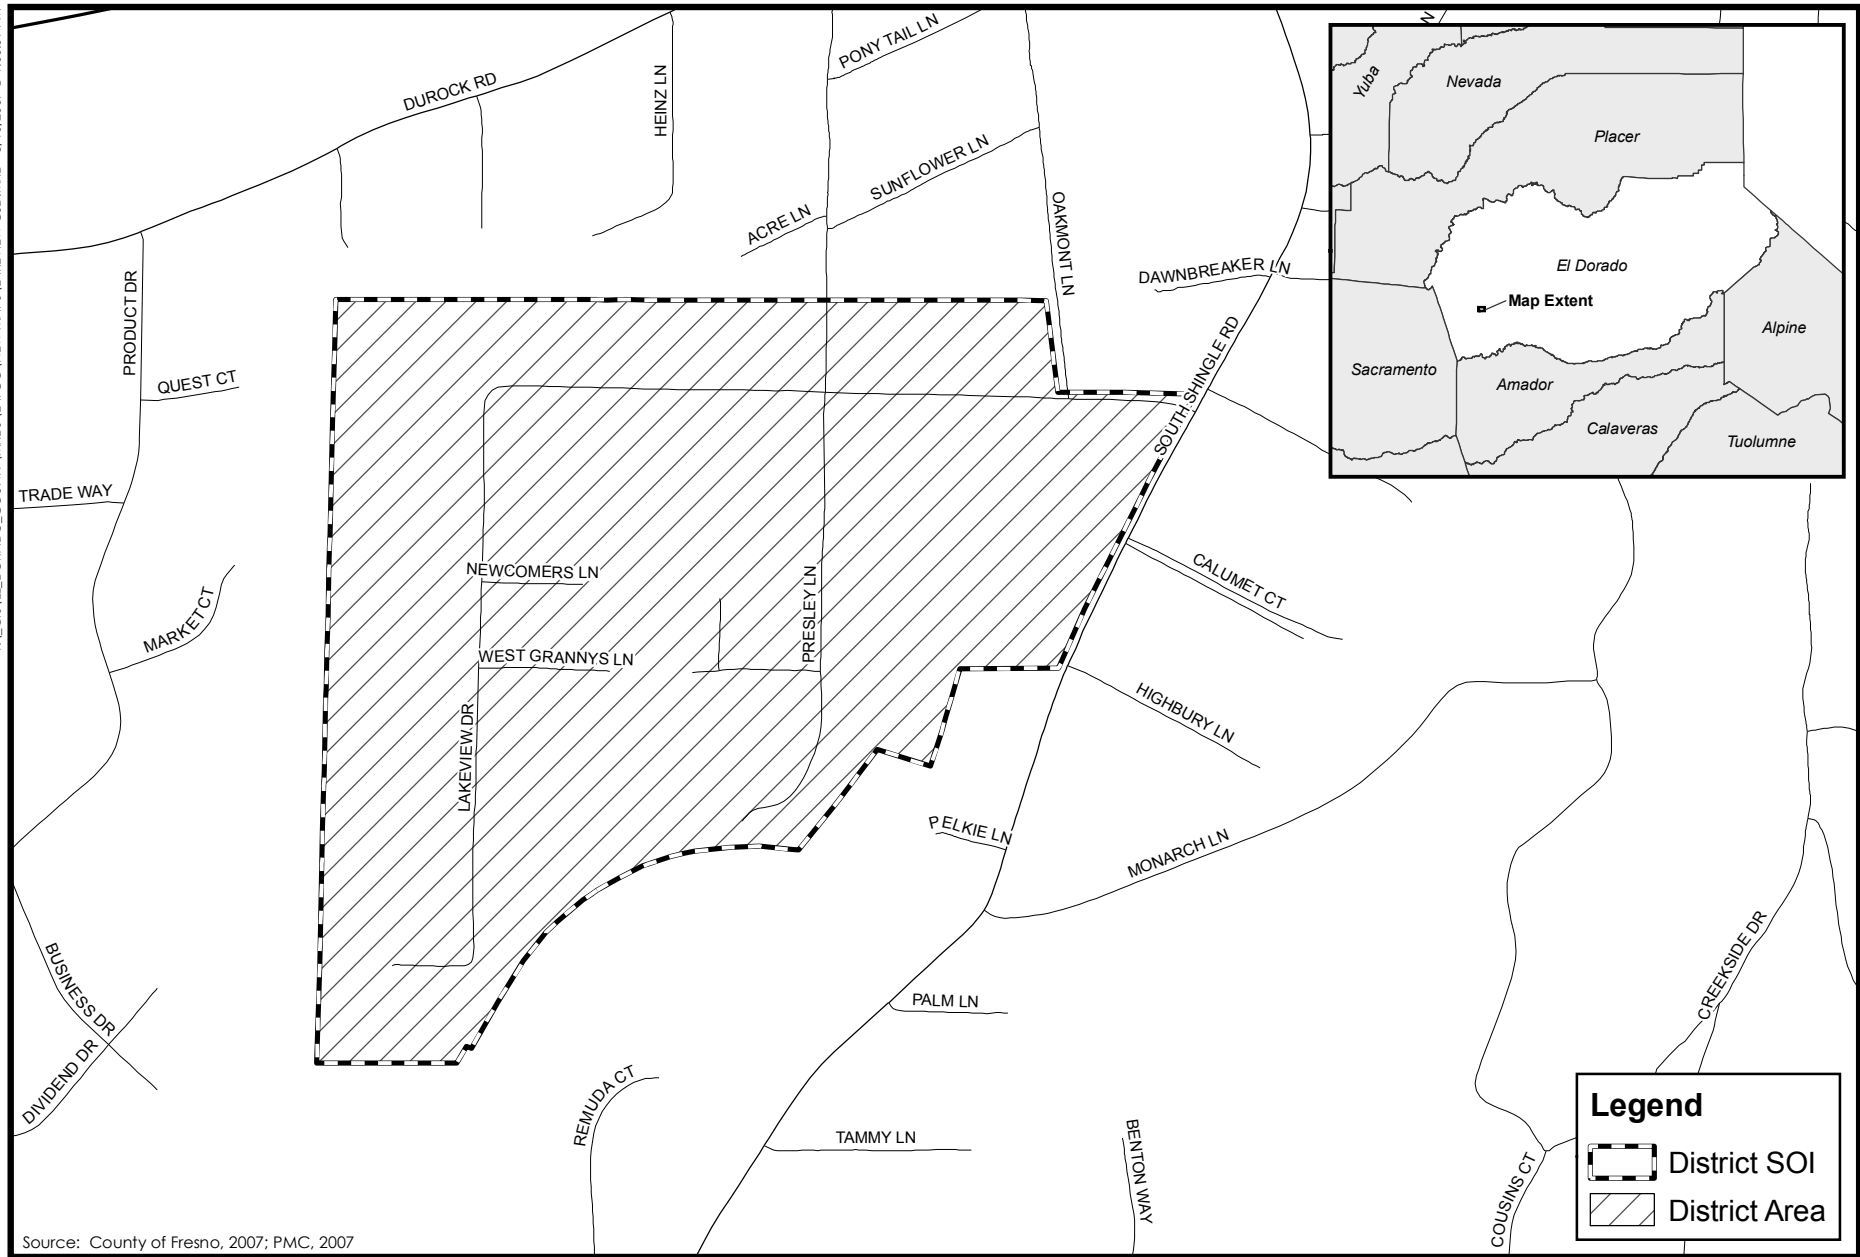 PONY TAIL LN
DUROCK RD
HEINZ LN
SUNFLOWER LN
ACRE LN
OAKMONT LN
DAWNBREAKER LN
PRODUCT DR
QUEST CT
SOUTH SHINGLE RD
TRADE WAY
NEWCOMERS LN
CALUMET CT
MARKET CT
PRESLEY LN
WEST GRANNYS LN
HIGHBURY LN
LAKEVIEW DR
PELKIE LN
MONARCH LN
BUSINESS DR
CREEKSIDE DR
PALM LN
DIVIDEND DR
REMUDA CT
TAMMY LN
BENTON WAY
COUSINS CT
Yuba
Nevada
Placer
El Dorado
Map Extent
Alpine
Sacramento
Amador
Calaveras
Tuolumne
Legend
District SOI
District Area
Source: County of Fresno, 2007; PMC, 2007